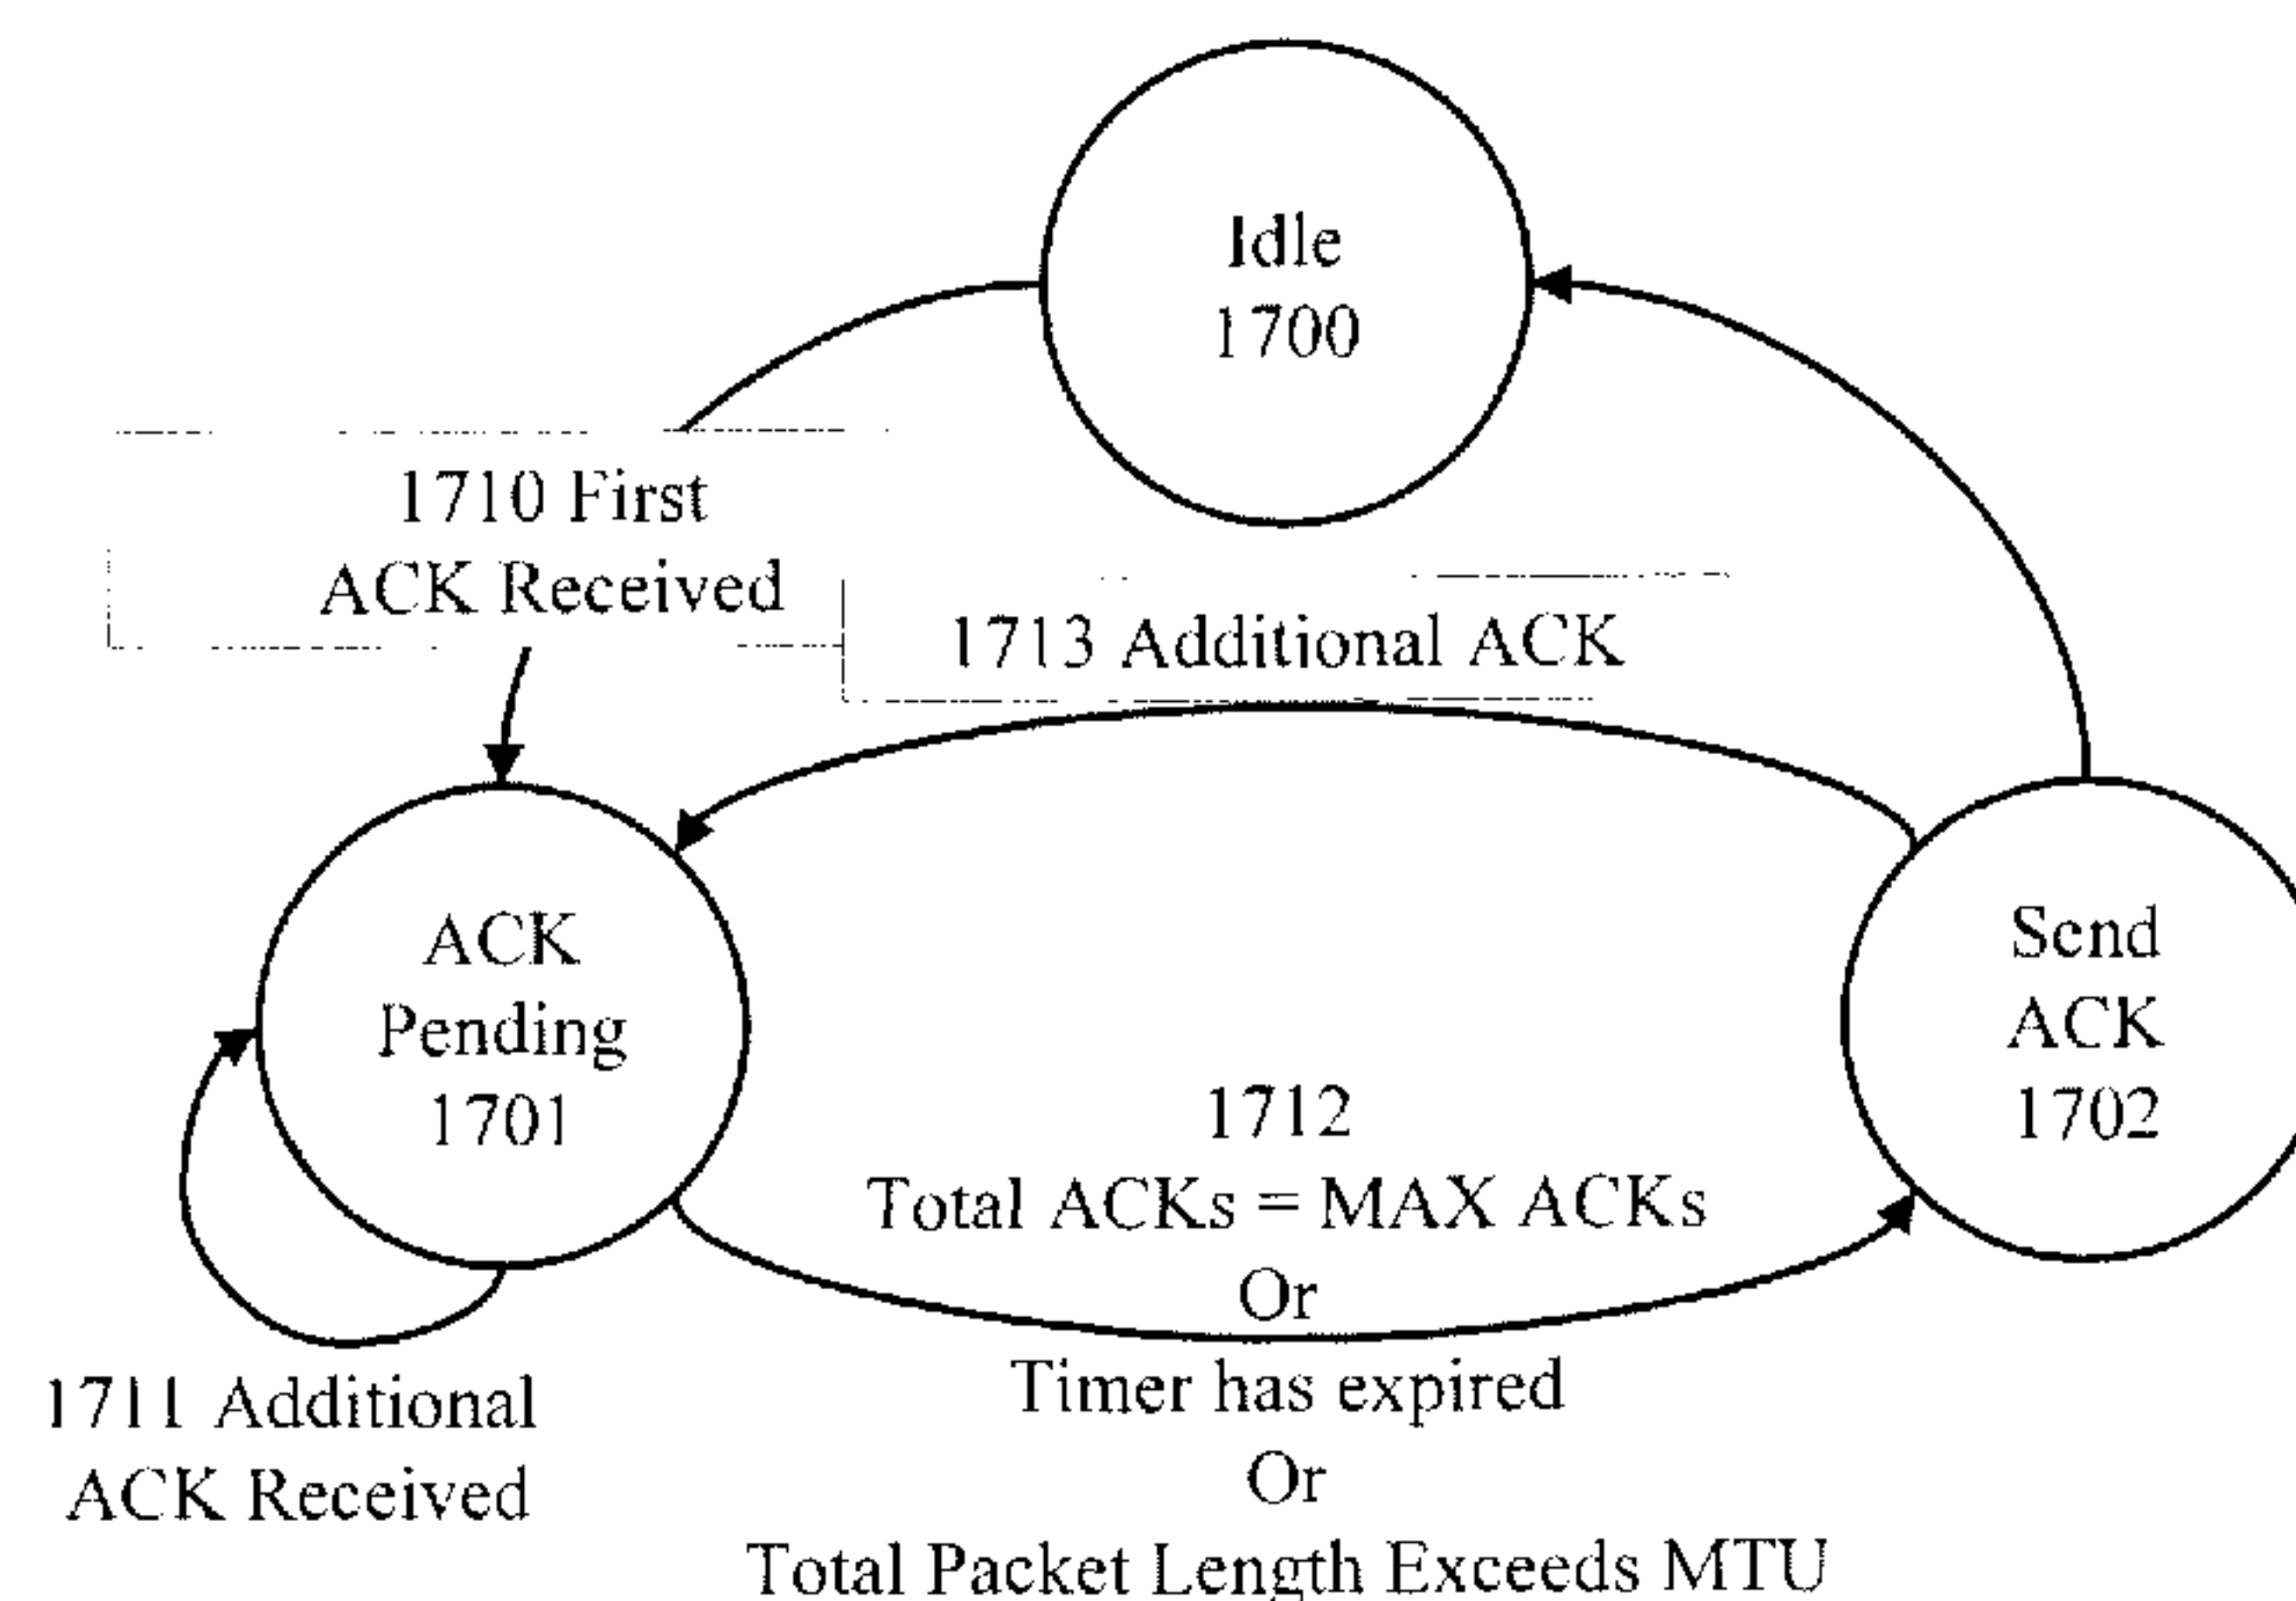 Idle
1700
1710 First
ACK Received
1713 Additional ACK
ACK
Pending
1701
Send
ACK
1702
1712
Total ACKs = MAX ACKs
Or
Timer has expired
Or
Total Packet Length Exceeds MTU
1711 Additional
ACK Received